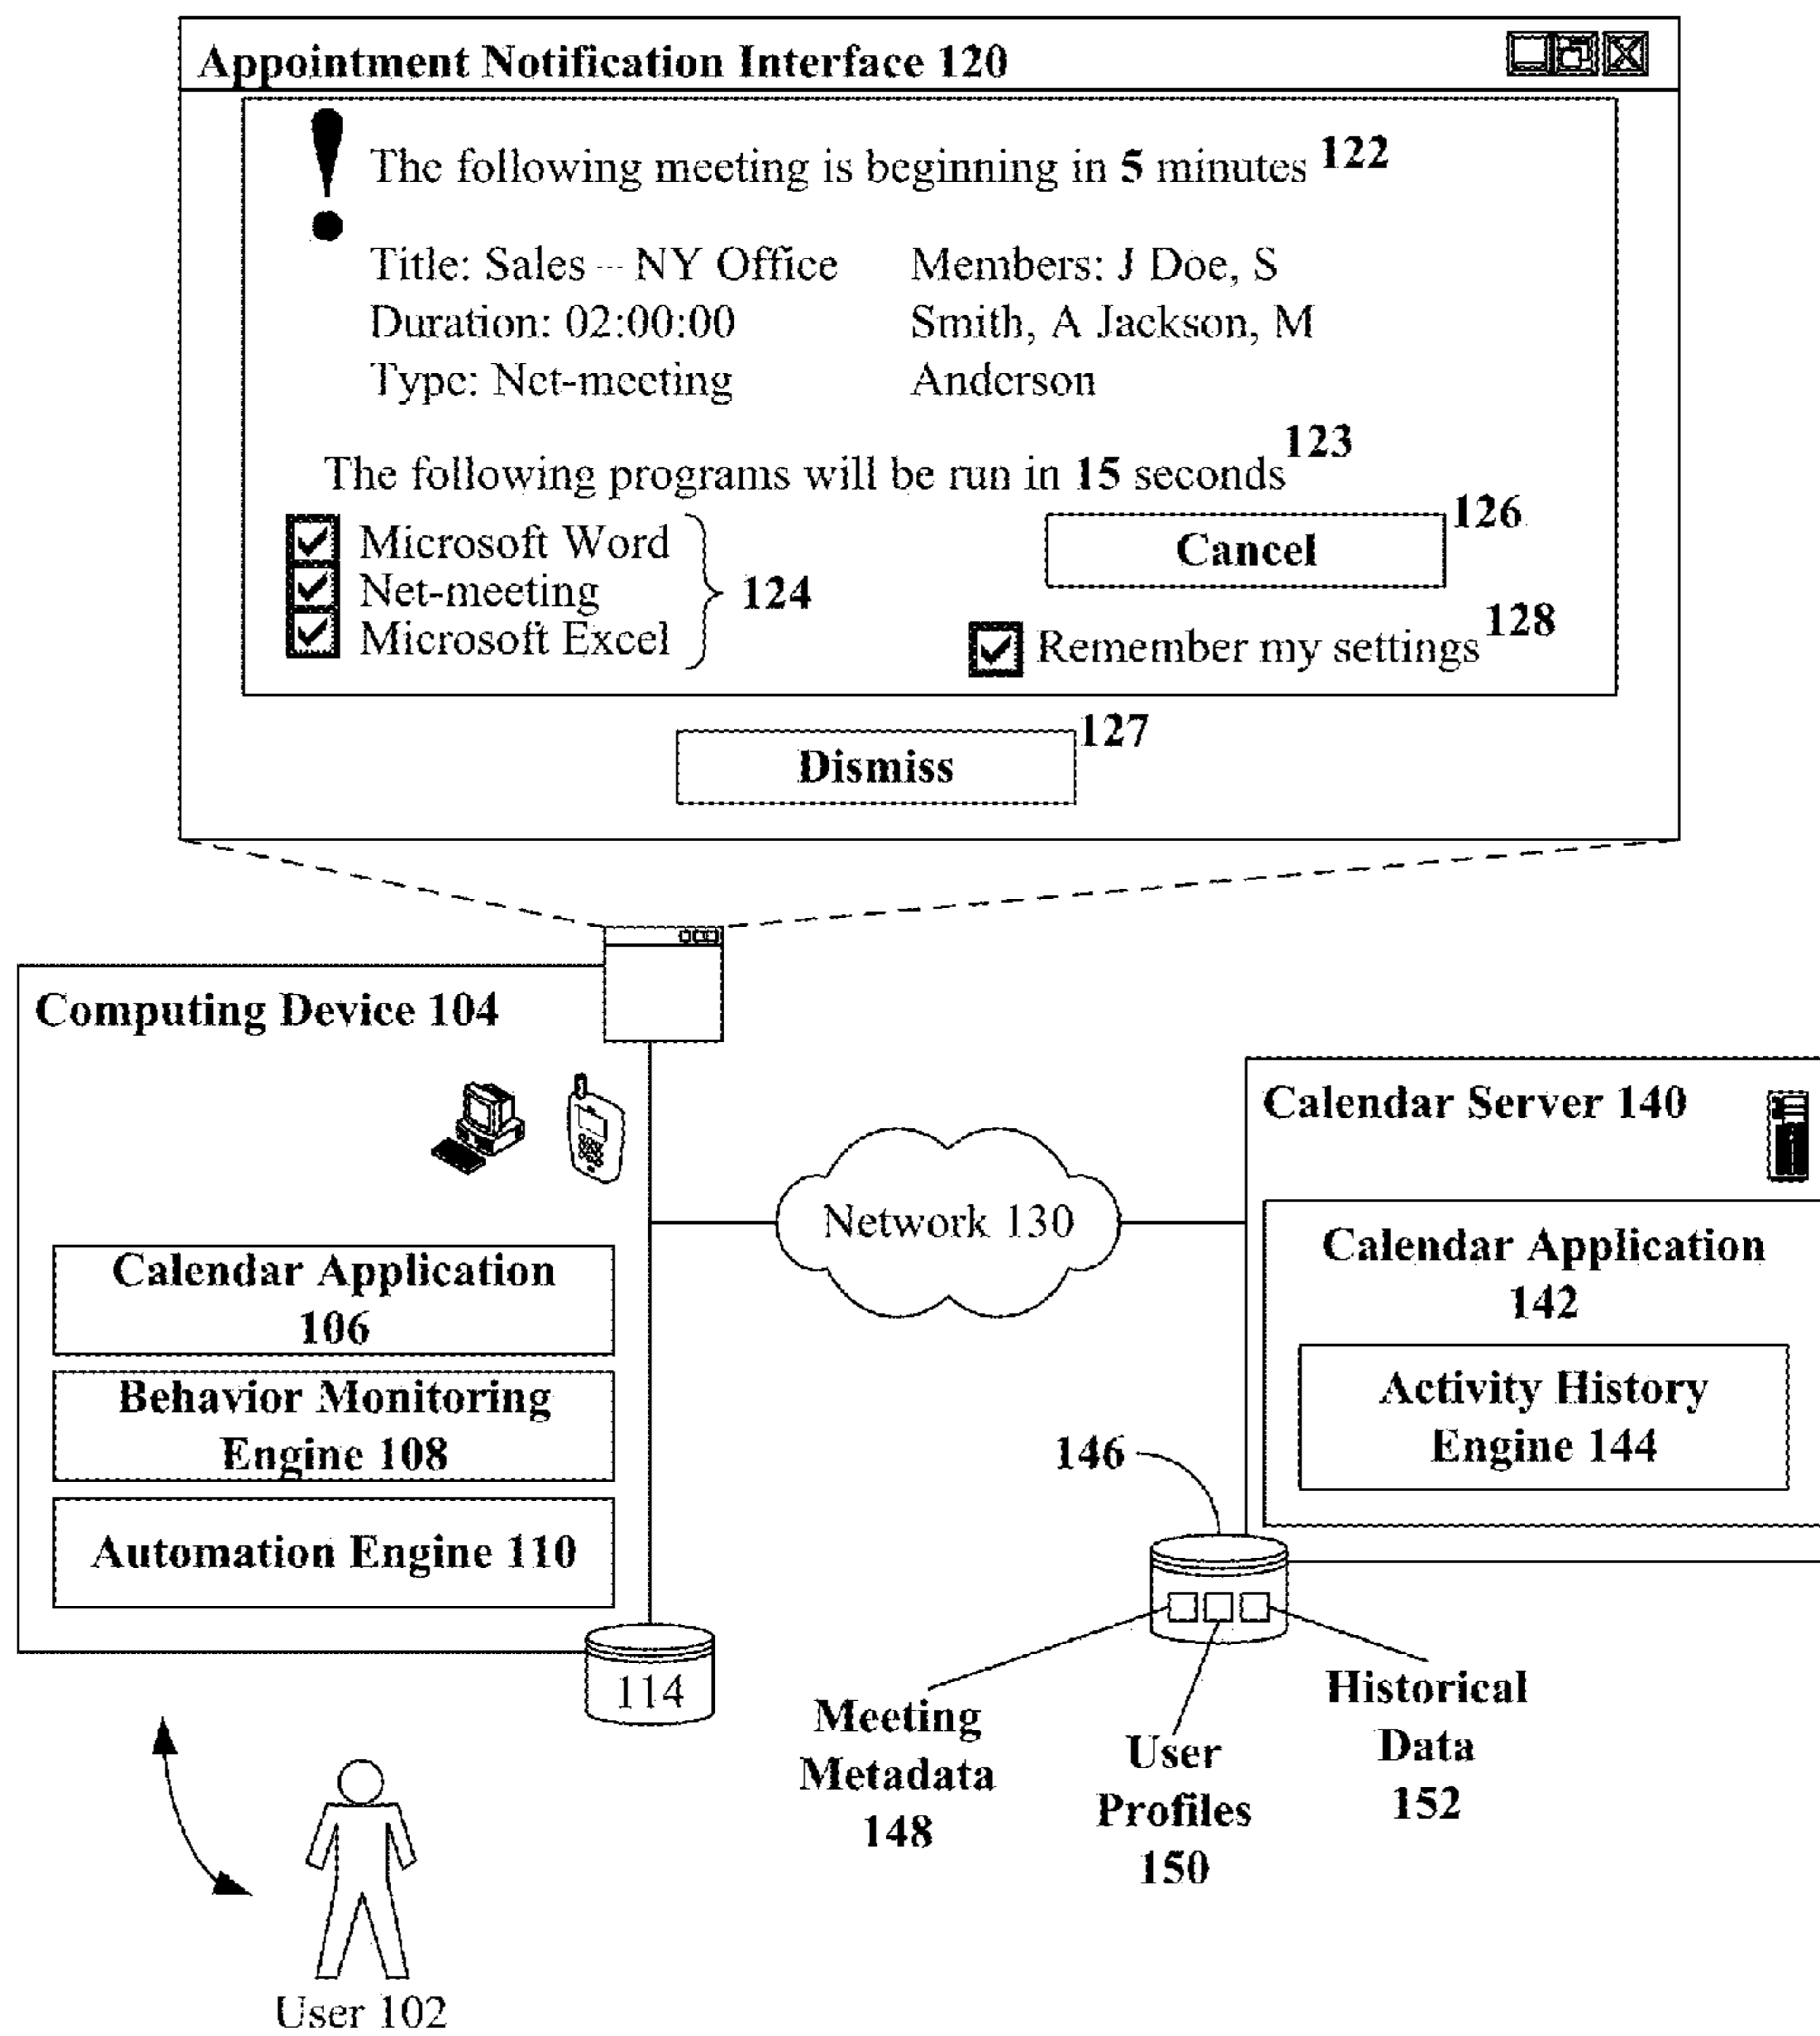 Appointment Notification Interface 120
The following meeting is beginning in 5 minutes 122
Title: Sales -- NY Office
Duration: 02:00:00
Type: Net-meeting
Members: J Doe, S
Smith, A Jackson, M
Anderson
The following programs will be run in 15 seconds 123
Microsoft Word
Net-meeting
Microsoft Excel
124
Cancel
126
Remember my settings 128
Dismiss
127
Computing Device 104
Calendar Application
106
Behavior Monitoring
Engine 108
Automation Engine 110
114
Network 130
Calendar Server 140
Calendar Application
142
Activity History
Engine 144
146
Meeting
Metadata
148
User
Profiles
150
Historical
Data
152
User 102